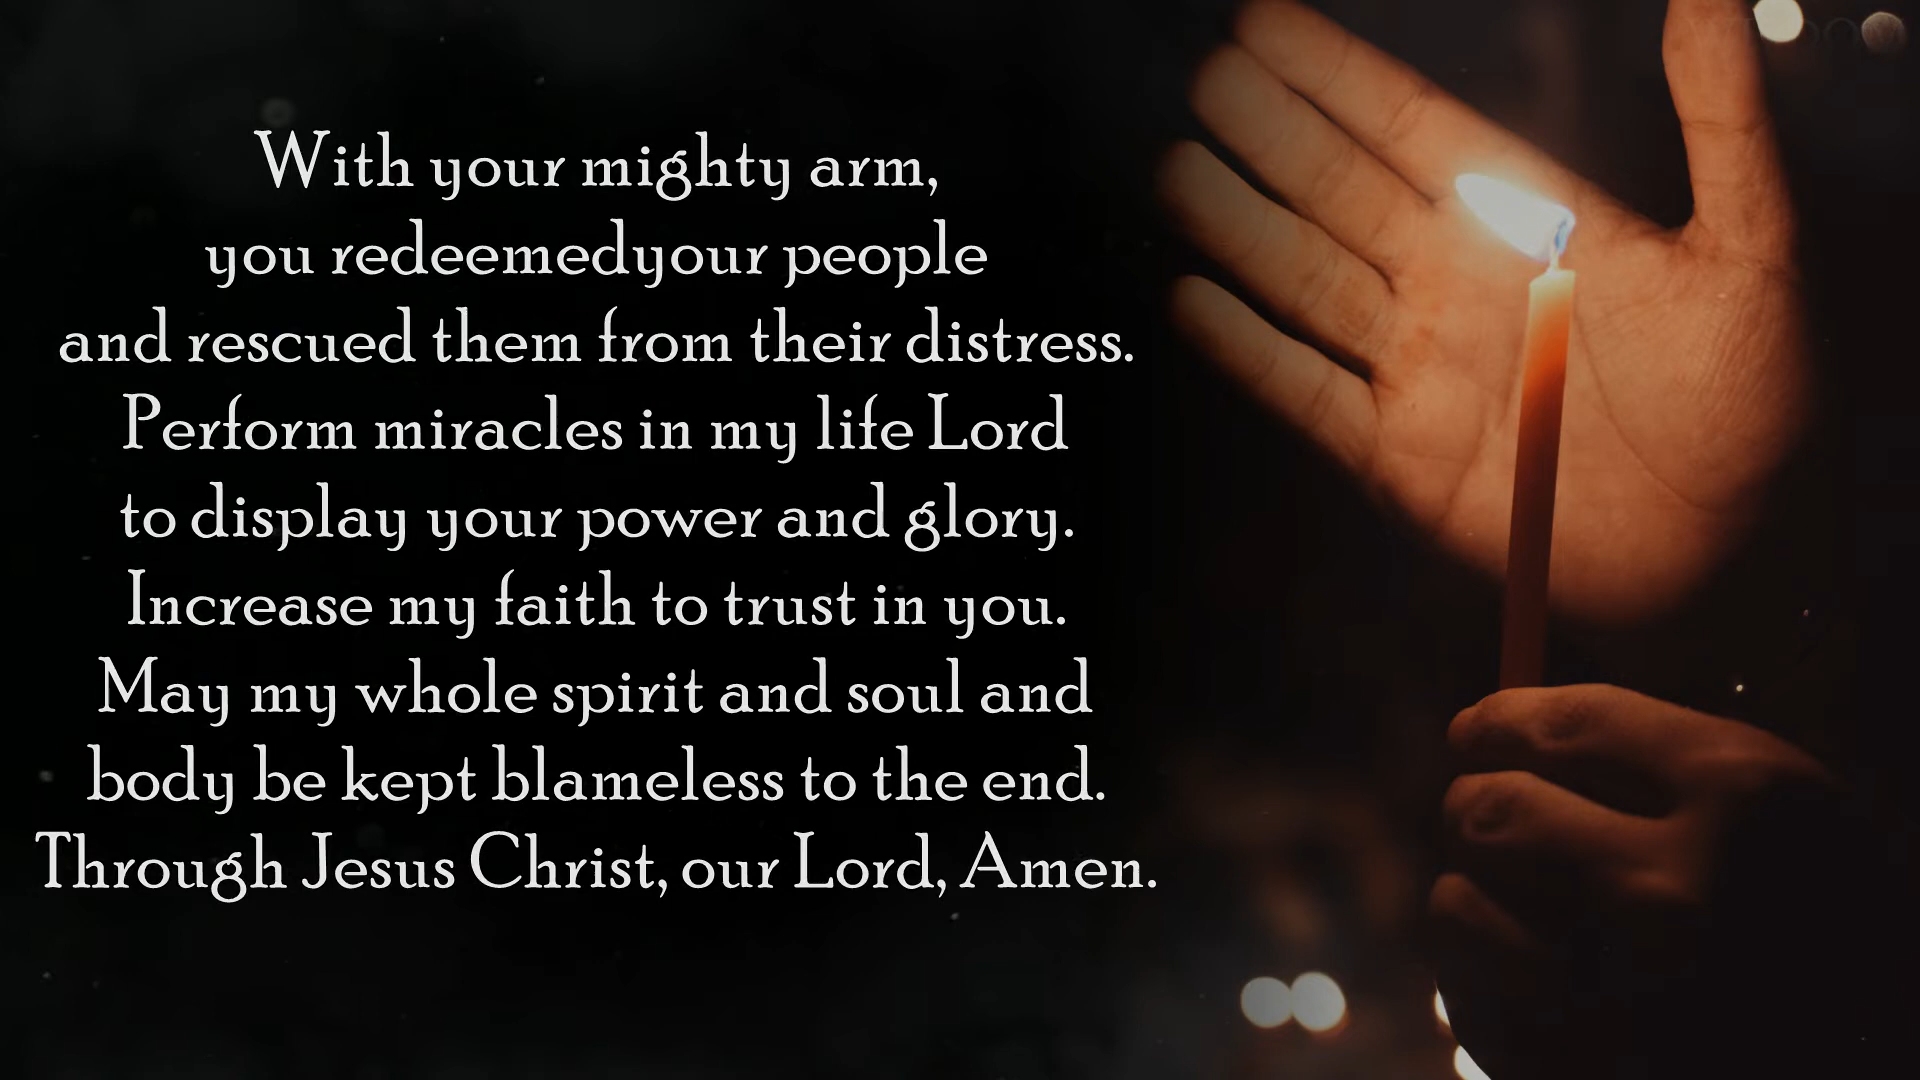 With your mighty arm,
you redeemedyour people
and rescued them from their distress.
Perform miracles in my life Lord
to display your power and glory.
Increase my faith to trust in you.
May my whole spirit and soul and
body be kept blameless to the end.
Through Jesus Christ, our Lord, Amen.